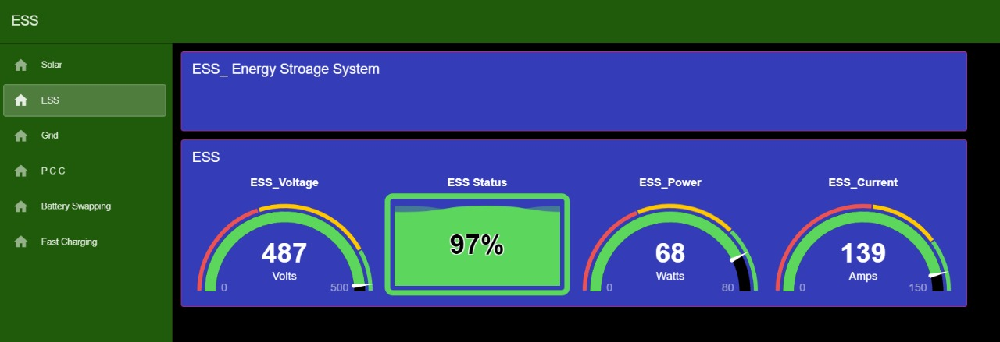 ESS
Solar
ESS
Grid
P C C
Battery Swapping
Fast Charging
ESS_ Energy Stroage System
ESS
ESS_Voltage
487
Volts
0
500
ESS Status
97%
ESS_Power
68
Watts
0
80
ESS_Current
139
Amps
0
150